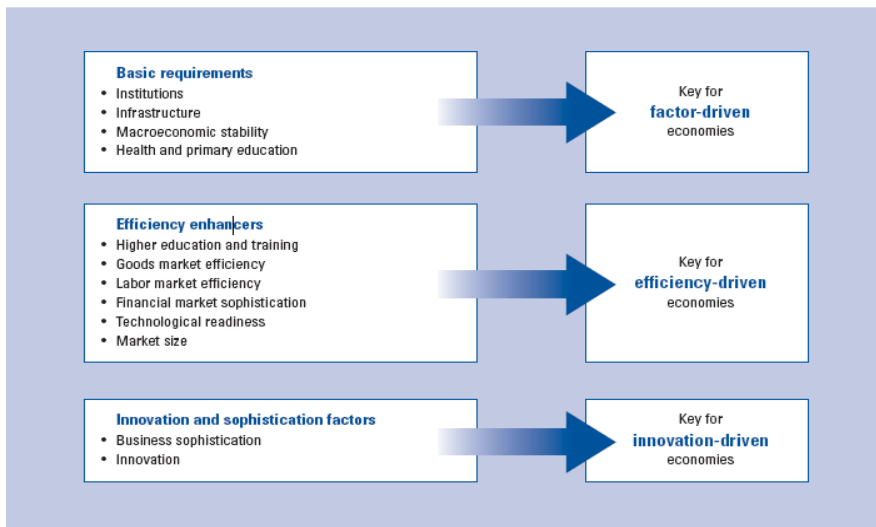 Basic requirements
• Institutions
• Infrastructure
• Macroeconomic stability
• Health and primary education
Key for
factor-driven
economies
Efficiency enhancers
• Higher education and training
• Goods market efficiency
• Labor market efficiency
• Financial market sophistication
• Technological readiness
• Market size
Key for
efficiency-driven
economies
Innovation and sophistication factors
• Business sophistication
• Innovation
Key for
innovation-driven
economies